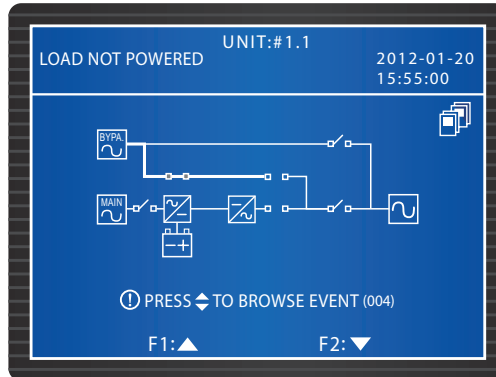 UNIT:#1.1
LOAD NOT POWERED
2012-01-20
15:55:00
BYPA.
MAIN
! PRESS TO BROWSE EVENT (004)
F1:▲ F2:▼